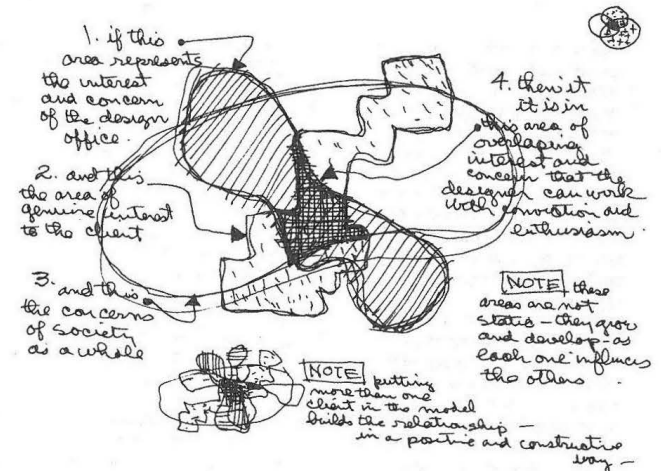 1. if this
area represents
the interest
and concern
of the design
office.
2. and this
the area of
genuine interest
to the client
3. and this
the concerns
of society
as a whole
4. then it
it is in
this area of
overlaping
interest and
concern that the
designer can work
with conviction and
enthusiasm.
NOTE these
areas are not
static – they grow
and develop – as
each one influences
the others.
NOTE putting
more than one
client in the model
builds the relationship –
in a positive and constructive
way –